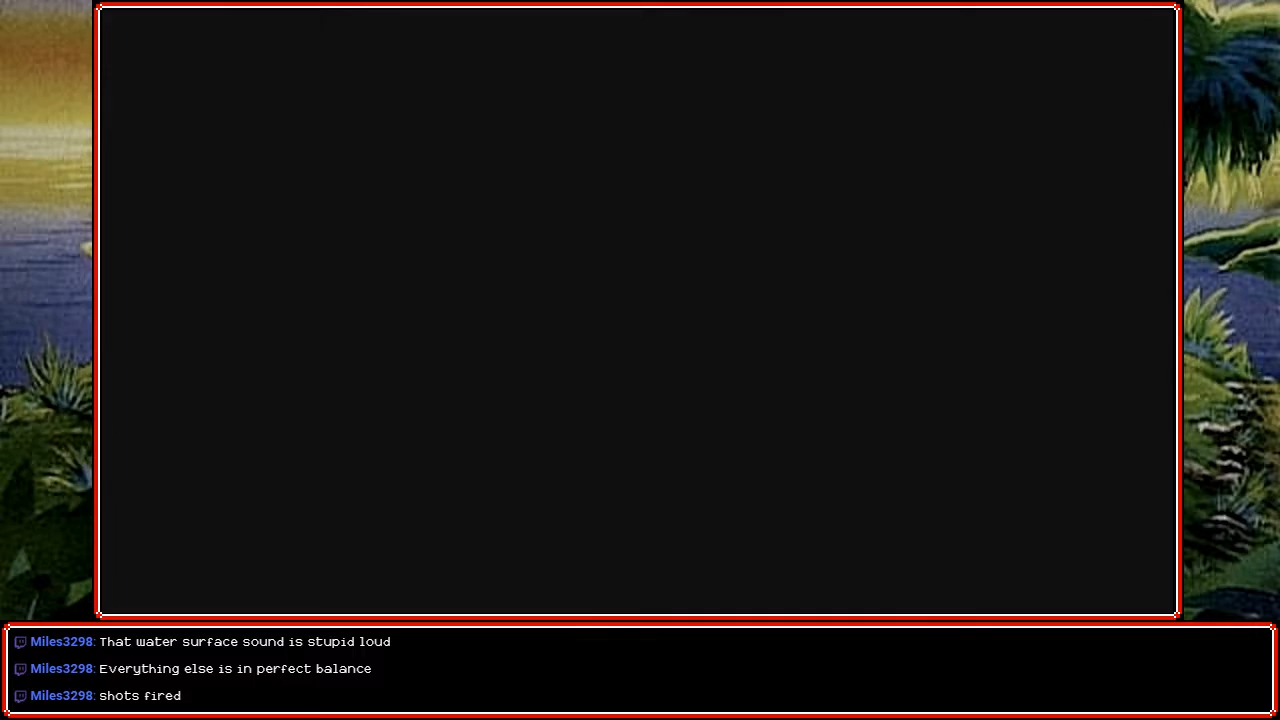 Miles3298: That water surface sound is stupid loud
Miles3298: Everything else is in perfect balance
Miles3298: shots fired